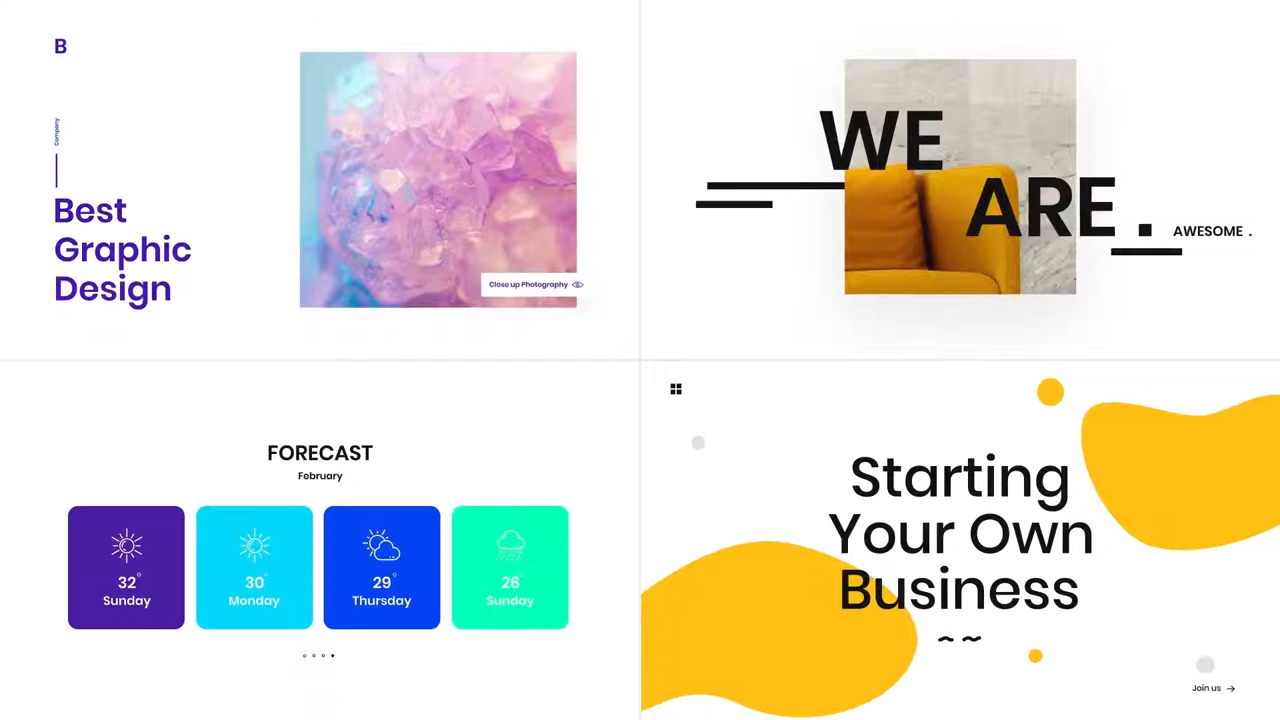 B
Company
Best
Graphic
Design
Close up Photography
WE
ARE .
AWESOME .
FORECAST
February
32°
Sunday
30°
Monday
29°
Thursday
26°
Sunday
Starting
Your Own
Business
Join us →